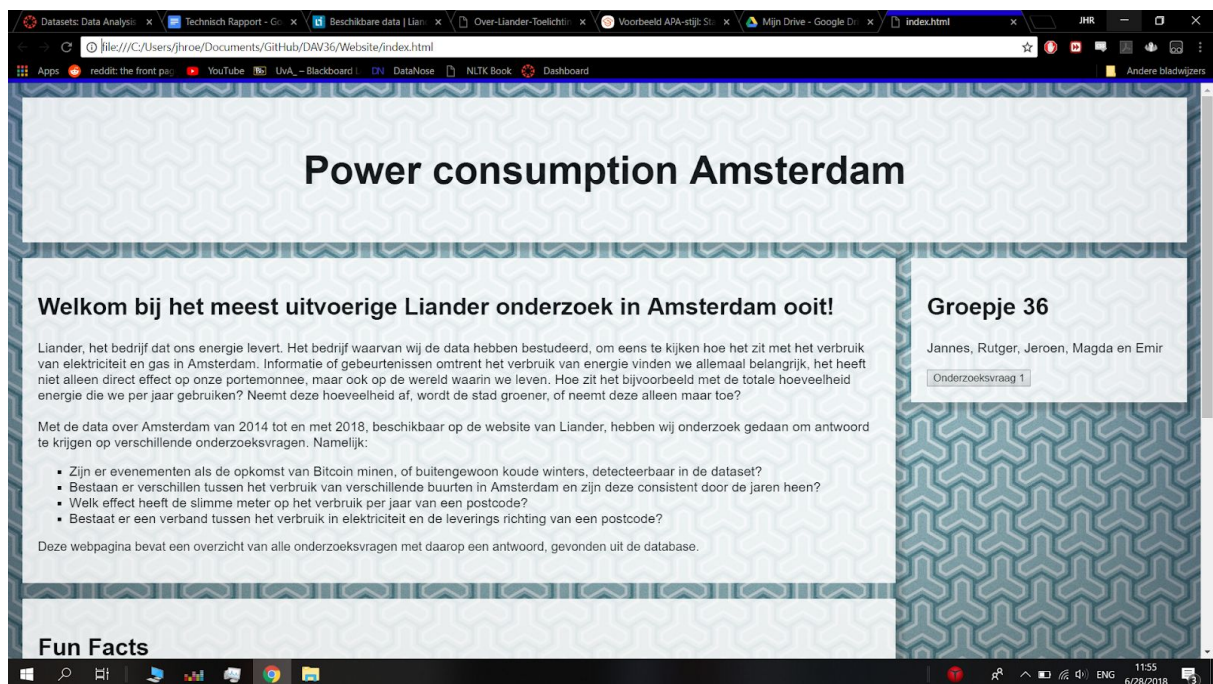 Datasets: Data Analysis
Technisch Rapport - Go
Beschikbare data | Lian
Over-Liander-Toelichtin
Voorbeeld APA-stijl: Sta
Mijn Drive - Google Dri
index.html
JHR
file:///C:/Users/jhroe/Documents/GitHub/DAV36/Website/index.html
Apps
reddit: the front pag
YouTube
UvA_ – Blackboard L
DN DataNose
NLTK Book
Dashboard
Andere bladwijzers
Power consumption Amsterdam
Welkom bij het meest uitvoerige Liander onderzoek in Amsterdam ooit!
Liander, het bedrijf dat ons energie levert. Het bedrijf waarvan wij de data hebben bestudeerd, om eens te kijken hoe het zit met het verbruik
van elektriciteit en gas in Amsterdam. Informatie of gebeurtenissen omtrent het verbruik van energie vinden we allemaal belangrijk, het heeft
niet alleen direct effect op onze portemonnee, maar ook op de wereld waarin we leven. Hoe zit het bijvoorbeeld met de totale hoeveelheid
energie die we per jaar gebruiken? Neemt deze hoeveelheid af, wordt de stad groener, of neemt deze alleen maar toe?
Met de data over Amsterdam van 2014 tot en met 2018, beschikbaar op de website van Liander, hebben wij onderzoek gedaan om antwoord
te krijgen op verschillende onderzoeksvragen. Namelijk:
▪ Zijn er evenementen als de opkomst van Bitcoin minen, of buitengewoon koude winters, detecteerbaar in de dataset?
▪ Bestaan er verschillen tussen het verbruik van verschillende buurten in Amsterdam en zijn deze consistent door de jaren heen?
▪ Welk effect heeft de slimme meter op het verbruik per jaar van een postcode?
▪ Bestaat er een verband tussen het verbruik in elektriciteit en de leverings richting van een postcode?
Deze webpagina bevat een overzicht van alle onderzoeksvragen met daarop een antwoord, gevonden uit de database.
Groepje 36
Jannes, Rutger, Jeroen, Magda en Emir
Onderzoeksvraag 1
Fun Facts
ENG
11:55
6/28/2018